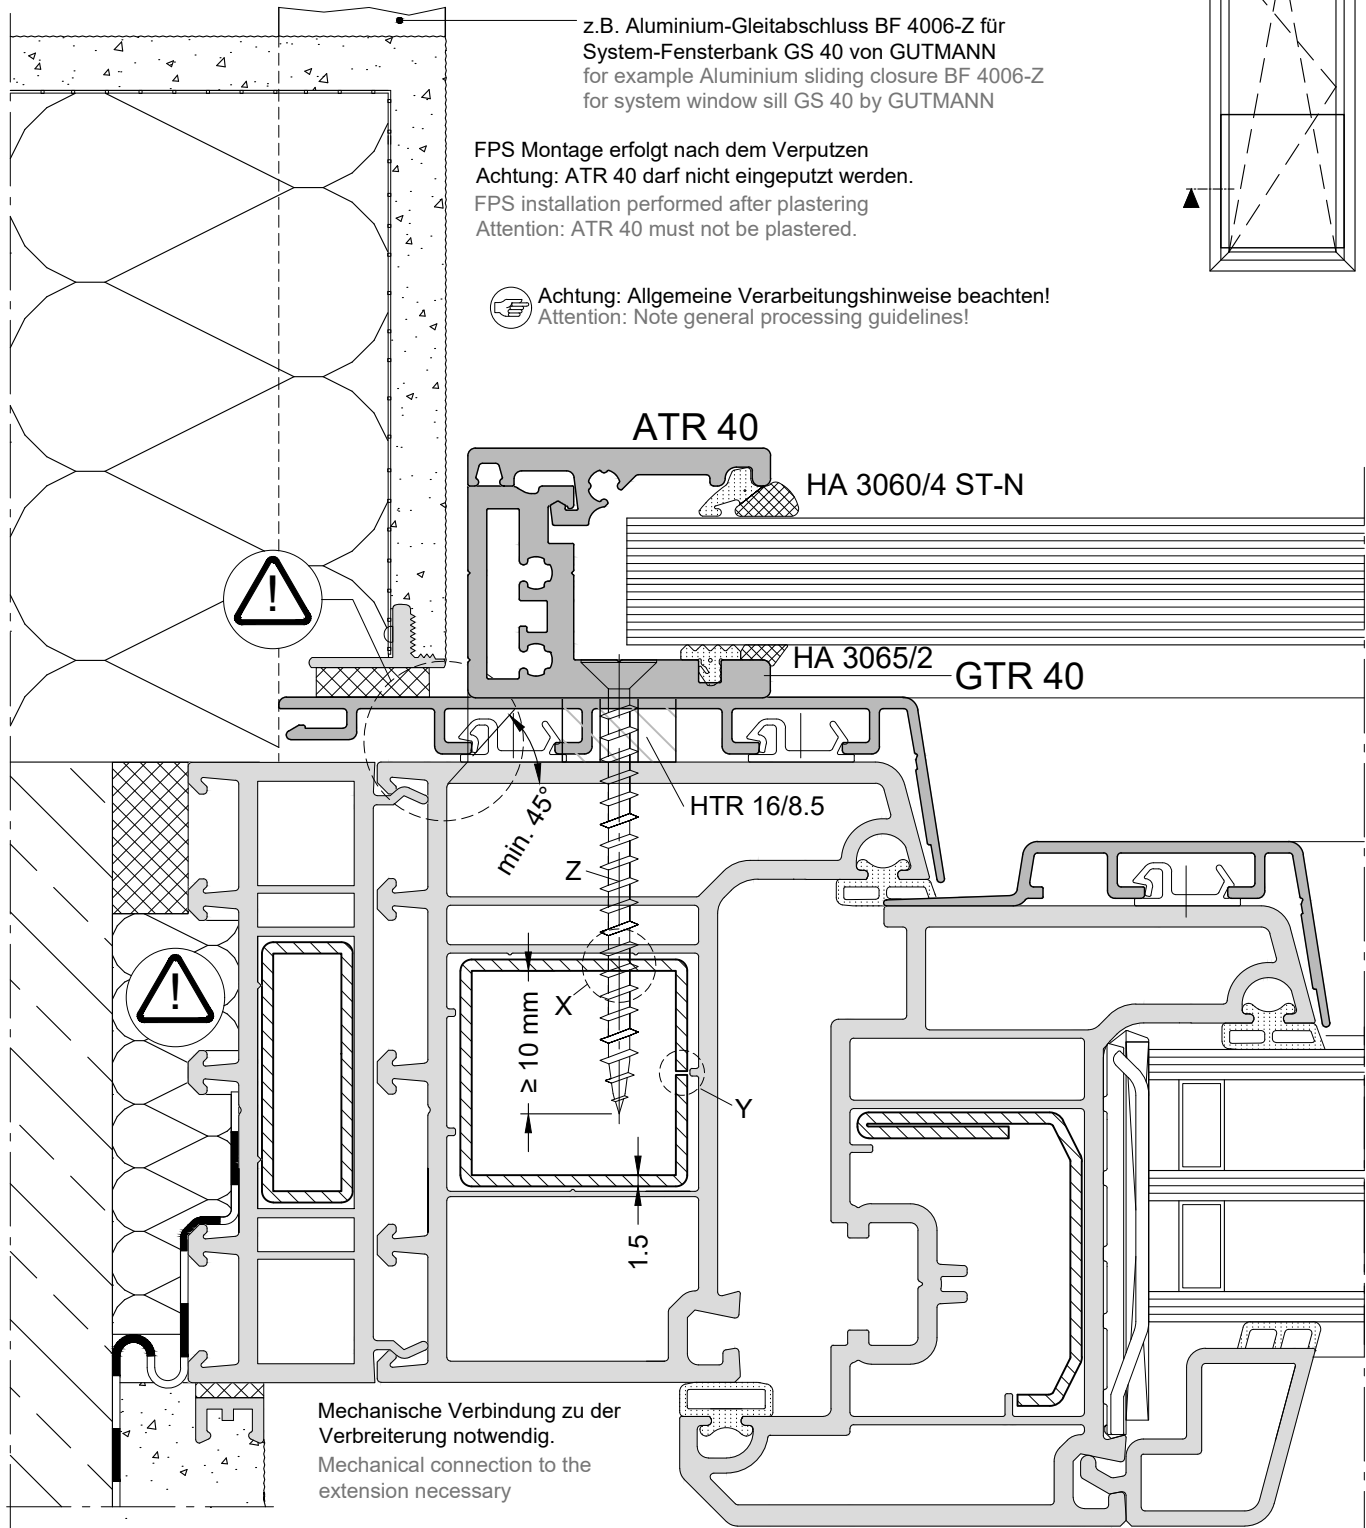 z.B. Aluminium-Gleitabschluss BF 4006-Z für
System-Fensterbank GS 40 von GUTMANN
for example Aluminium sliding closure BF 4006-Z
for system window sill GS 40 by GUTMANN
FPS Montage erfolgt nach dem Verputzen
Achtung: ATR 40 darf nicht eingeputzt werden.
FPS installation performed after plastering
Attention: ATR 40 must not be plastered.
Achtung: Allgemeine Verarbeitungshinweise beachten!
Attention: Note general processing guidelines!
ATR 40
HA 3060/4 ST-N
!
HA 3065/2
GTR 40
HTR 16/8.5
min. 45°
Z
!
X
≥ 10 mm
Y
1.5
Mechanische Verbindung zu der
Verbreiterung notwendig.
Mechanical connection to the
extension necessary